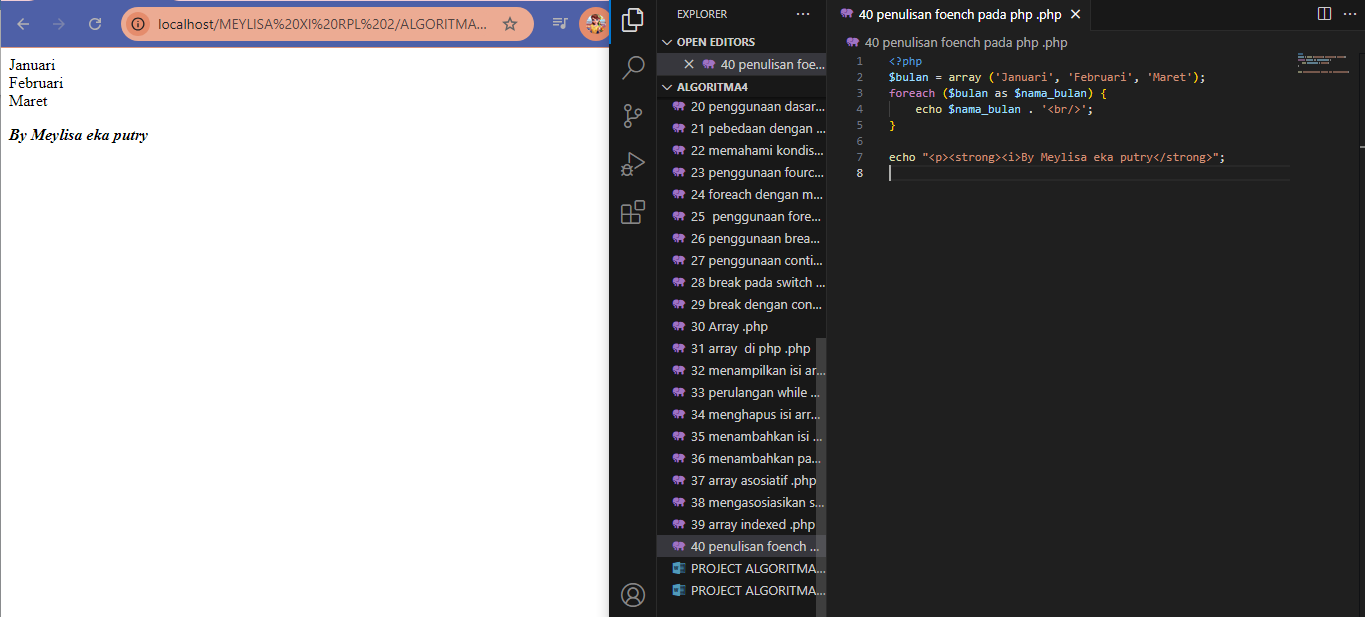 localhost/MEYLISA%20XI%20RPL%202/ALGORITMA...
Januari
Februari
Maret
By Meylisa eka putry
EXPLORER
OPEN EDITORS
40 penulisan foe...
ALGORITMA4
20 penggunaan dasar...
21 pebedaan dengan ...
22 memahami kondis...
23 penggunaan fourc...
24 foreach dengan m...
25  penggunaan fore...
26 penggunaan brea...
27 penggunaan conti...
28 break pada switch ...
29 break dengan con...
30 Array .php
31 array  di php .php
32 menampilkan isi ar...
33 perulangan while ...
34 menghapus isi arr...
35 menambahkan isi ...
36 menambahkan pa...
37 array asosiatif .php
38 mengasosiasikan s...
39 array indexed .php
40 penulisan foench ...
PROJECT ALGORITMA...
PROJECT ALGORITMA...
40 penulisan foench pada php .php
40 penulisan foench pada php .php
1 <?php
2 $bulan = array ('Januari', 'Februari', 'Maret');
3 foreach ($bulan as $nama_bulan) {
4     echo $nama_bulan . '<br/>';
5 }
6
7 echo "<p><strong><i>By Meylisa eka putry</strong>";
8